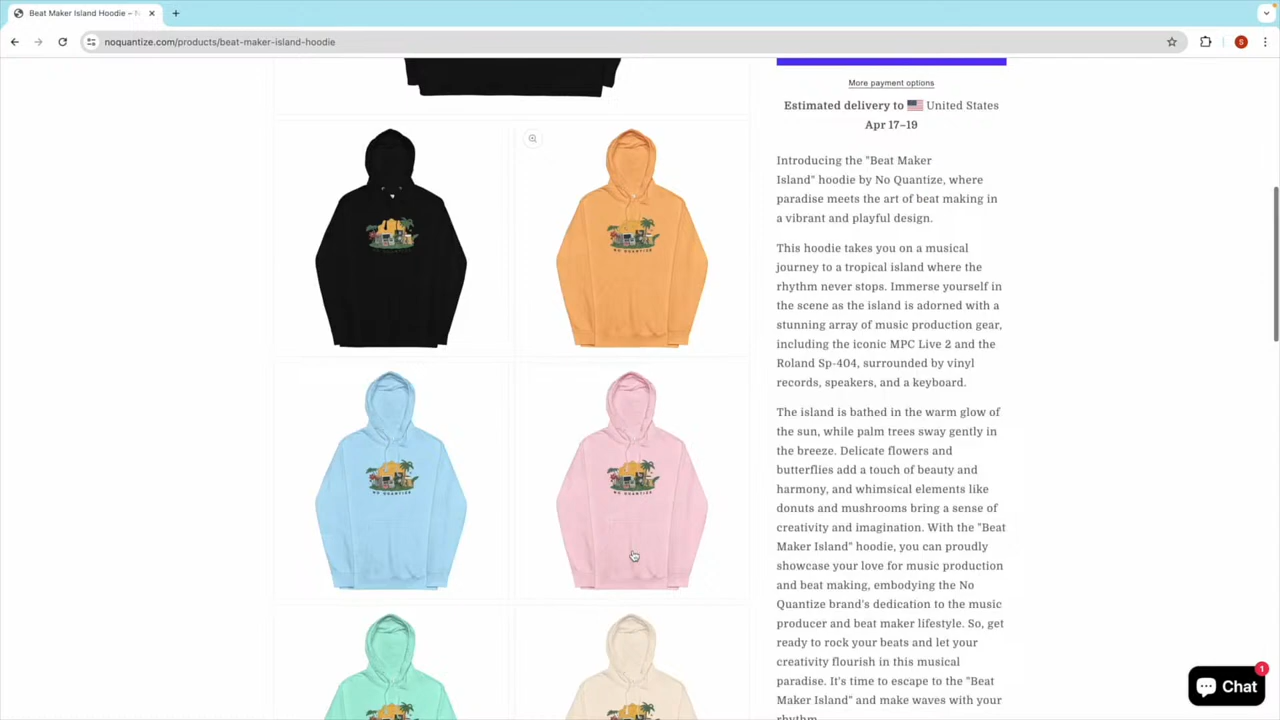 Beat Maker Island Hoodie – N
noquantize.com/products/beat-maker-island-hoodie
S
More payment options
Estimated delivery to United States
Apr 17–19
Introducing the "Beat Maker
Island" hoodie by No Quantize, where
paradise meets the art of beat making in
a vibrant and playful design.
This hoodie takes you on a musical
journey to a tropical island where the
rhythm never stops. Immerse yourself in
the scene as the island is adorned with a
stunning array of music production gear,
including the iconic MPC Live 2 and the
Roland Sp-404, surrounded by vinyl
records, speakers, and a keyboard.
The island is bathed in the warm glow of
the sun, while palm trees sway gently in
the breeze. Delicate flowers and
butterflies add a touch of beauty and
harmony, and whimsical elements like
donuts and mushrooms bring a sense of
creativity and imagination. With the "Beat
Maker Island" hoodie, you can proudly
showcase your love for music production
and beat making, embodying the No
Quantize brand's dedication to the music
producer and beat maker lifestyle. So, get
ready to rock your beats and let your
creativity flourish in this musical
paradise. It's time to escape to the "Beat
Maker Island" and make waves with your
rhythm.
NO QUANTIZE
NO QUANTIZE
NO QUANTIZE
NO QUANTIZE
Chat
1